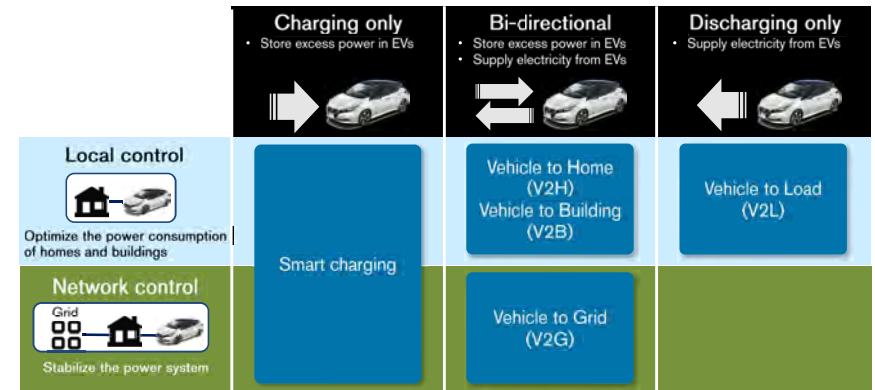 Charging only
• Store excess power in EVs
Bi-directional
• Store excess power in EVs
• Supply electricity from EVs
Discharging only
• Supply electricity from EVs
Local control
Optimize the power consumption
of homes and buildings
Smart charging
Vehicle to Home
(V2H)
Vehicle to Building
(V2B)
Vehicle to Load
(V2L)
Network control
Grid
Stabilize the power system
Vehicle to Grid
(V2G)